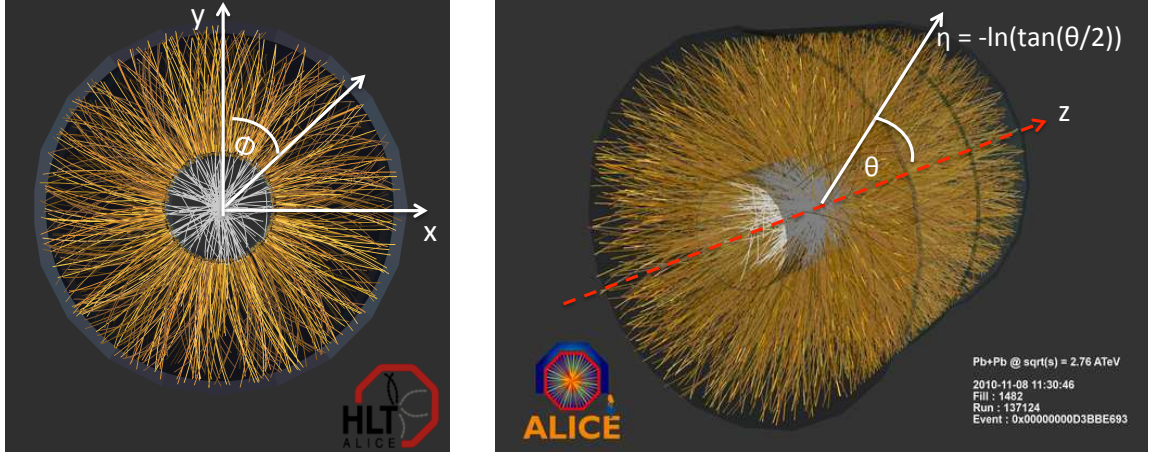 y
ϕ
x
HLT
ALICE
η = -ln(tan(θ/2))
z
θ
ALICE
Pb+Pb @ sqrt(s) = 2.76 ATeV
2010-11-08 11:30:46
Fill : 1482
Run : 137124
Event : 0x00000000D3BBE693